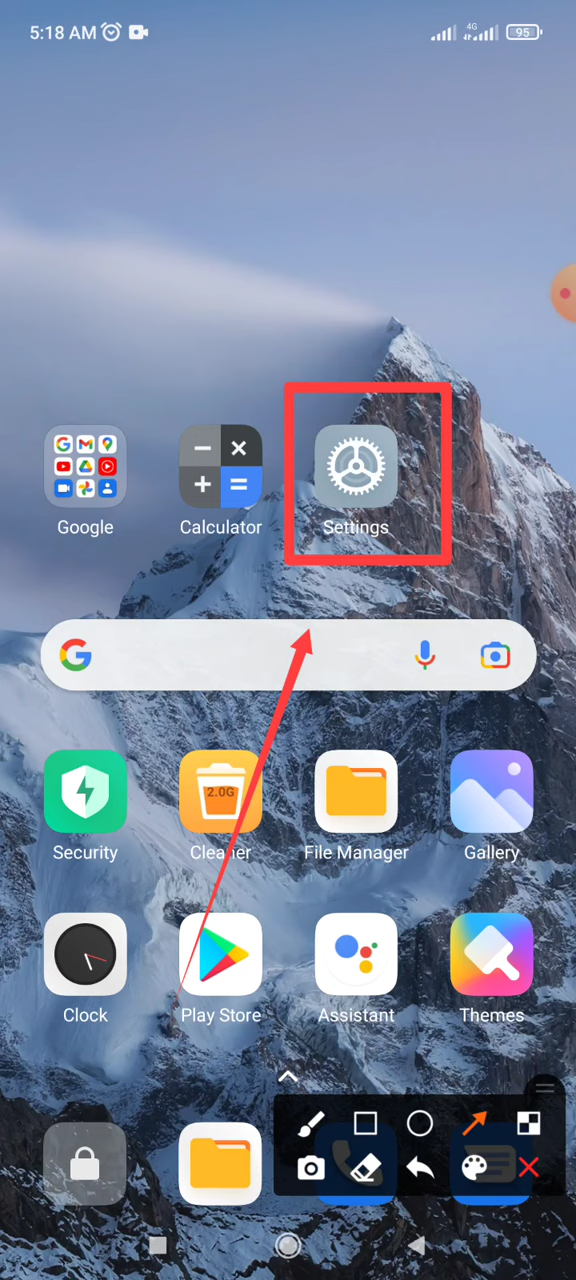 5:18 AM 4G 95
Google Calculator Settings
Security Cleaner File Manager Gallery
2.0G
Clock Play Store Assistant Themes